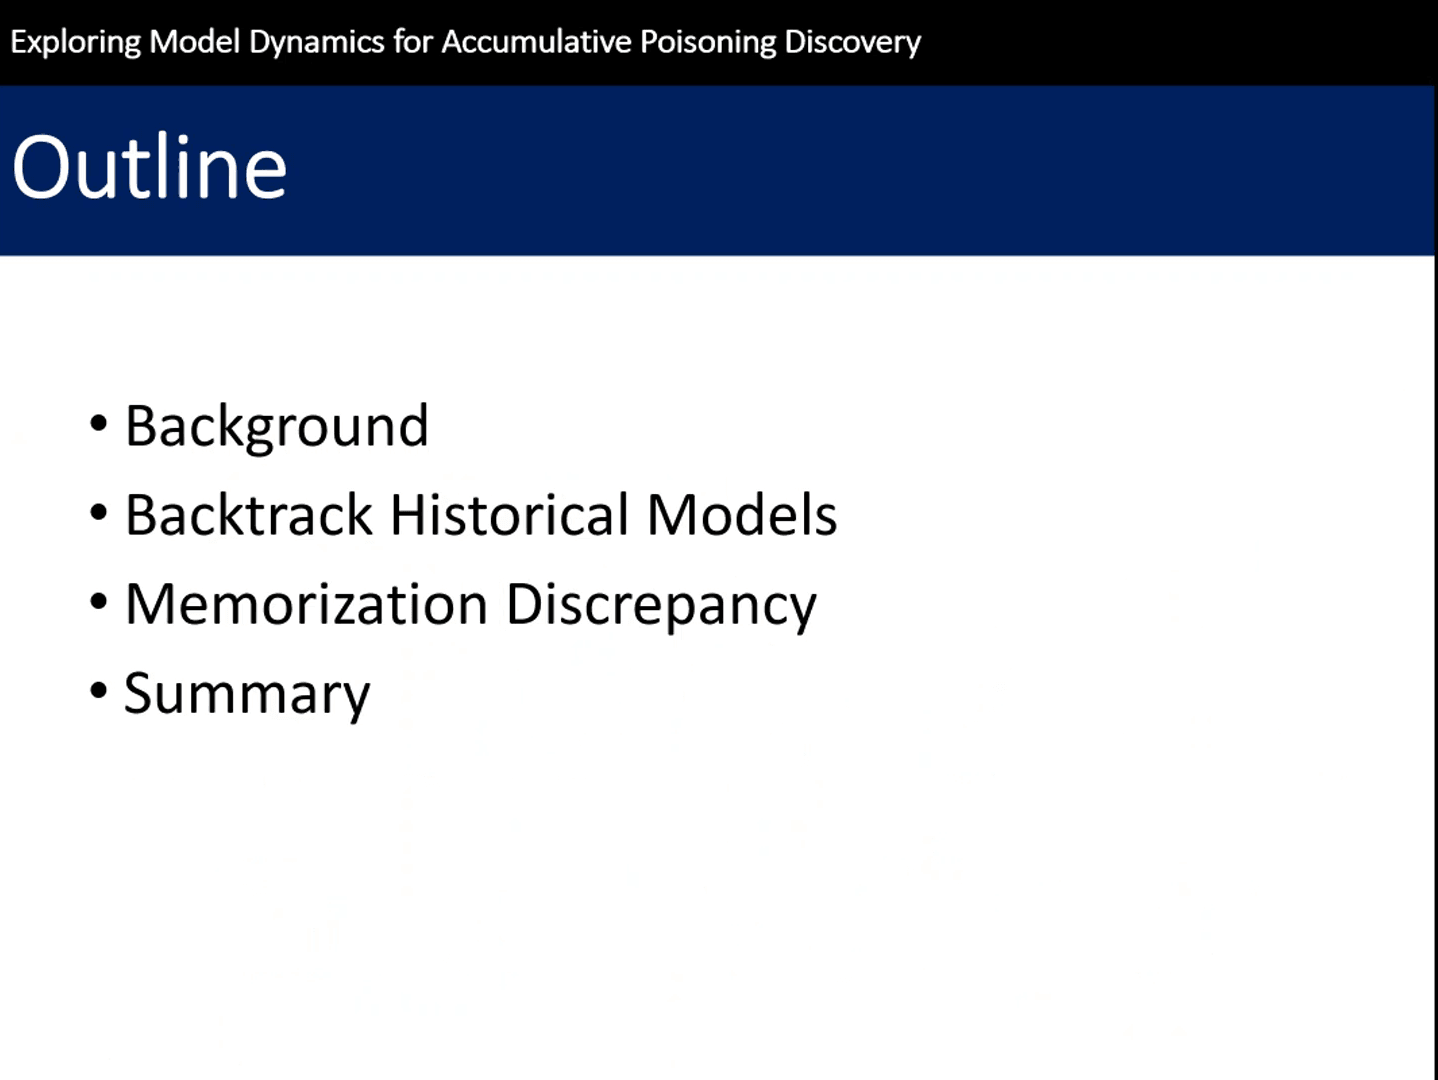 Exploring Model Dynamics for Accumulative Poisoning Discovery
Outline
• Background
• Backtrack Historical Models
• Memorization Discrepancy
• Summary